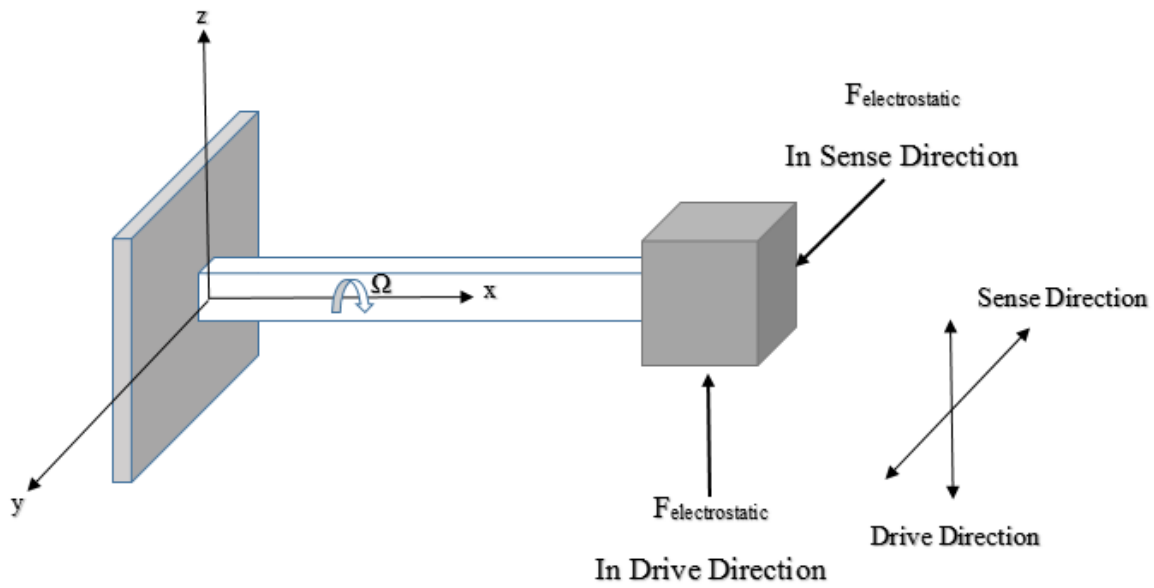 z
F electrostatic
In Sense Direction
Ω
x
Sense Direction
y
F electrostatic
Drive Direction
In Drive Direction